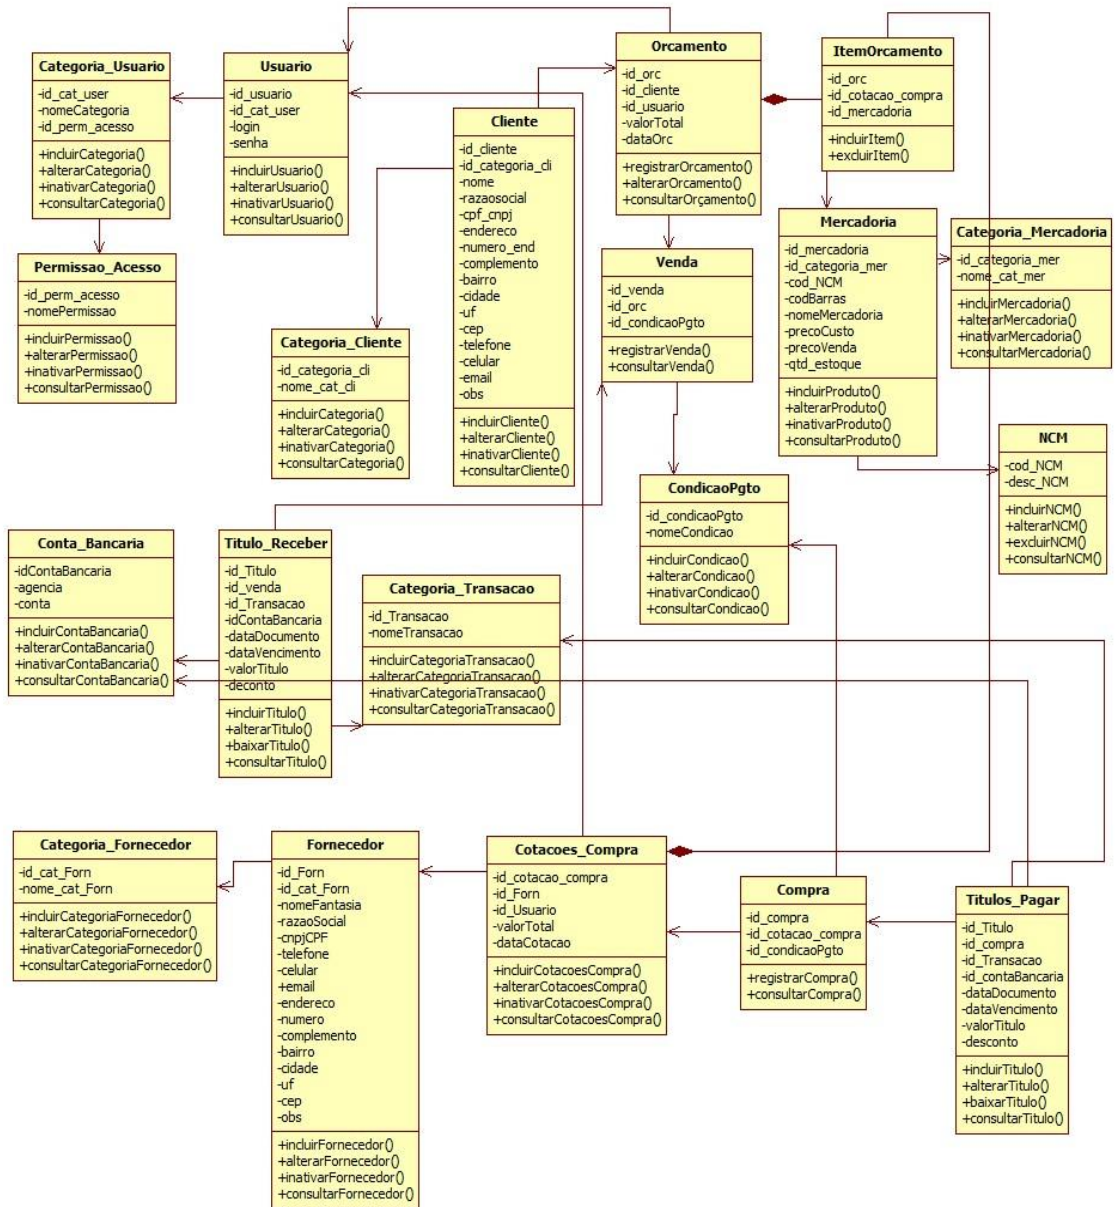 Categoria_Usuario
-id_cat_user
-nomeCategoria
-id_perm_acesso
+incluirCategoria()
+alterarCategoria()
+inativarCategoria()
+consultarCategoria()
Usuario
-id_usuario
-id_cat_user
-login
-senha
+incluirUsuario()
+alterarUsuario()
+inativarUsuario()
+consultarUsuario()
Cliente
-id_cliente
-id_categoria_cli
-nome
-razaosocial
-cpf_cnpj
-endereco
-numero_end
-complemento
-bairro
-cidade
-uf
-cep
-telefone
-celular
-email
-obs
+incluirCliente()
+alterarCliente()
+inativarCliente()
+consultarCliente()
Orcamento
-id_orc
-id_cliente
-id_usuario
-valorTotal
-dataOrc
+registrarOrcamento()
+alterarOrcamento()
+consultarOrçamento()
ItemOrcamento
-id_orc
-id_cotacao_compra
-id_mercadoria
+incluirItem()
+excluirItem()
Permissao_Acesso
-id_perm_acesso
-nomePermissao
+incluirPermissao()
+alterarPermissao()
+inativarPermissao()
+consultarPermissao()
Categoria_Cliente
-id_categoria_cli
-nome_cat_cli
+incluirCategoria()
+alterarCategoria()
+inativarCategoria()
+consultarCategoria()
Venda
-id_venda
-id_orc
-id_condicaoPgto
+registrarVenda()
+consultarVenda()
Mercadoria
-id_mercadoria
-id_categoria_mer
-cod_NCM
-codBarras
-nomeMercadoria
-precoCusto
-precoVenda
-qtd_estoque
+incluirProduto()
+alterarProduto()
+inativarProduto()
+consultarProduto()
Categoria_Mercadoria
-id_categoria_mer
-nome_cat_mer
+incluirMercadoria()
+alterarMercadoria()
+inativarMercadoria()
+consultarMercadoria()
NCM
-cod_NCM
-desc_NCM
+incluirNCM()
+alterarNCM()
+excluirNCM()
+consultarNCM()
CondicaoPgto
-id_condicaoPgto
-nomeCondicao
+incluirCondicao()
+alterarCondicao()
+inativarCondicao()
+consultarCondicao()
Conta_Bancaria
-idContaBancaria
-agencia
-conta
+incluirContaBancaria()
+alterarContaBancaria()
+inativarContaBancaria()
+consultarContaBancaria()
Titulo_Receber
-id_Titulo
-id_venda
-id_Transacao
-idContaBancaria
-dataDocumento
-dataVencimento
-valorTitulo
-deconto
+incluirTitulo()
+alterarTitulo()
+baixarTitulo()
+consultarTitulo()
Categoria_Transacao
-id_Transacao
-nomeTransacao
+incluirCategoriaTransacao()
+alterarCategoriaTransacao()
+inativarCategoriaTransacao()
+consultarCategoriaTransacao()
Categoria_Fornecedor
-id_cat_Forn
-nome_cat_Forn
+incluirCategoriaFornecedor()
+alterarCategoriaFornecedor()
+inativarCategoriaFornecedor()
+consultarCategoriaFornecedor()
Fornecedor
-id_Forn
-id_cat_Forn
-nomeFantasia
-razaoSocial
-cnpjCPF
-telefone
-celular
+email
-endereco
-numero
-complemento
-bairro
-cidade
-uf
-cep
-obs
+incluirFornecedor()
+alterarFornecedor()
+inativarFornecedor()
+consultarFornecedor()
Cotacoes_Compra
-id_cotacao_compra
-id_Forn
-id_Usuario
-valorTotal
-dataCotacao
+incluirCotacoesCompra()
+alterarCotacoesCompra()
+inativarCotacoesCompra()
+consultarCotacoesCompra()
Compra
-id_compra
-id_cotacao_compra
-id_condicaoPgto
+registrarCompra()
+consultarCompra()
Titulos_Pagar
-id_Titulo
-id_compra
-id_Transacao
-id_contaBancaria
-dataDocumento
-dataVencimento
-valorTitulo
-desconto
+incluirTitulo()
+alterarTitulo()
+baixarTitulo()
+consultarTitulo()